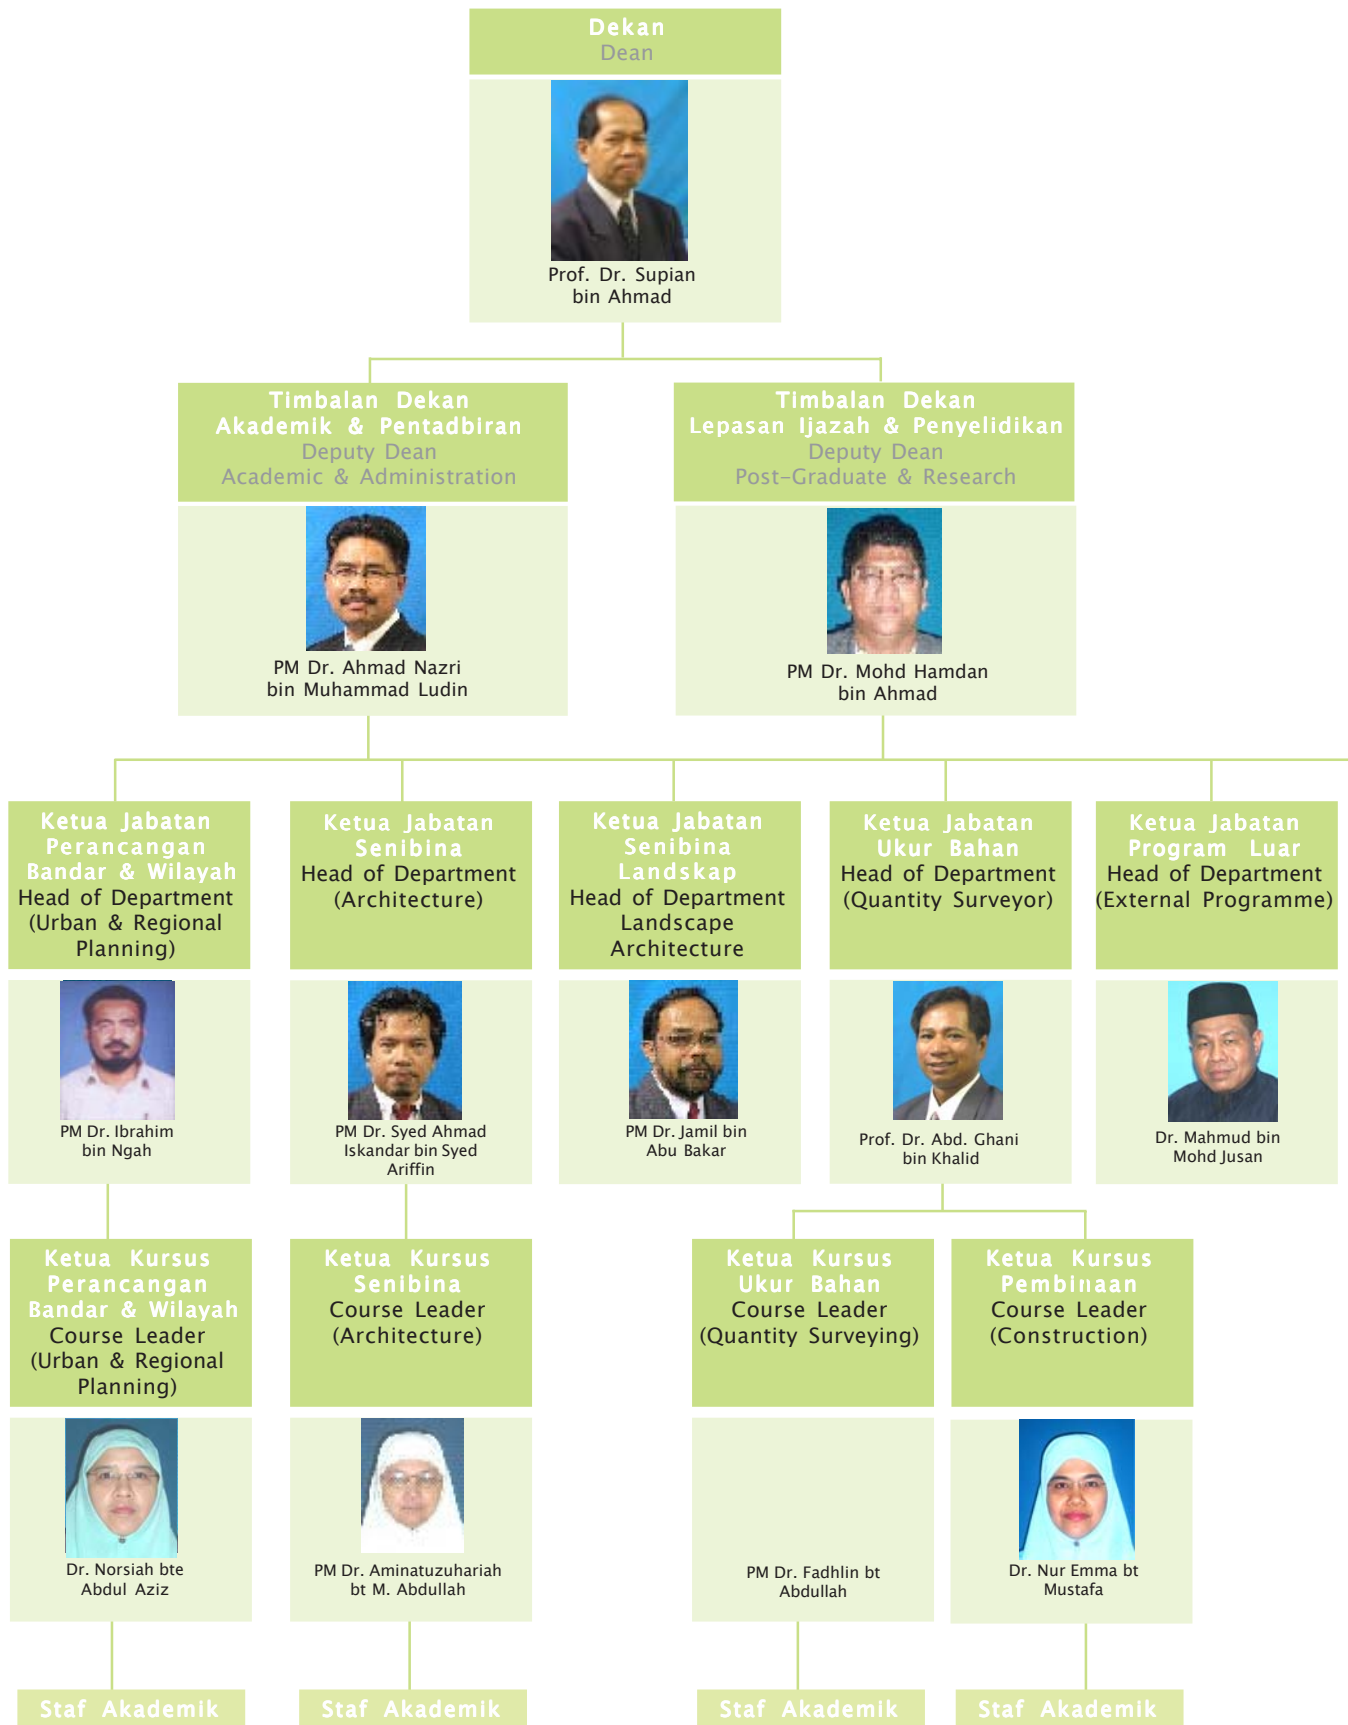 Dekan
Dean
Prof. Dr. Supian
bin Ahmad
Timbalan Dekan
Akademik & Pentadbiran
Deputy Dean
Academic & Administration
PM Dr. Ahmad Nazri
bin Muhammad Ludin
Timbalan Dekan
Lepasan Ijazah & Penyelidikan
Deputy Dean
Post-Graduate & Research
PM Dr. Mohd Hamdan
bin Ahmad
Ketua Jabatan
Perancangan
Bandar & Wilayah
Head of Department
(Urban & Regional
Planning)
PM Dr. Ibrahim
bin Ngah
Ketua Jabatan
Senibina
Head of Department
(Architecture)
PM Dr. Syed Ahmad
Iskandar bin Syed
Ariffin
Ketua Jabatan
Senibina
Landskap
Head of Department
Landscape
Architecture
PM Dr. Jamil bin
Abu Bakar
Ketua Jabatan
Ukur Bahan
Head of Department
(Quantity Surveyor)
Prof. Dr. Abd. Ghani
bin Khalid
Ketua Jabatan
Program Luar
Head of Department
(External Programme)
Dr. Mahmud bin
Mohd Jusan
Ketua Kursus
Perancangan
Bandar & Wilayah
Course Leader
(Urban & Regional
Planning)
Dr. Norsiah bte
Abdul Aziz
Ketua Kursus
Senibina
Course Leader
(Architecture)
PM Dr. Aminatuzuhariah
bt M. Abdullah
Ketua Kursus
Ukur Bahan
Course Leader
(Quantity Surveying)
PM Dr. Fadhlin bt
Abdullah
Ketua Kursus
Pembinaan
Course Leader
(Construction)
Dr. Nur Emma bt
Mustafa
Staf Akademik
Staf Akademik
Staf Akademik
Staf Akademik